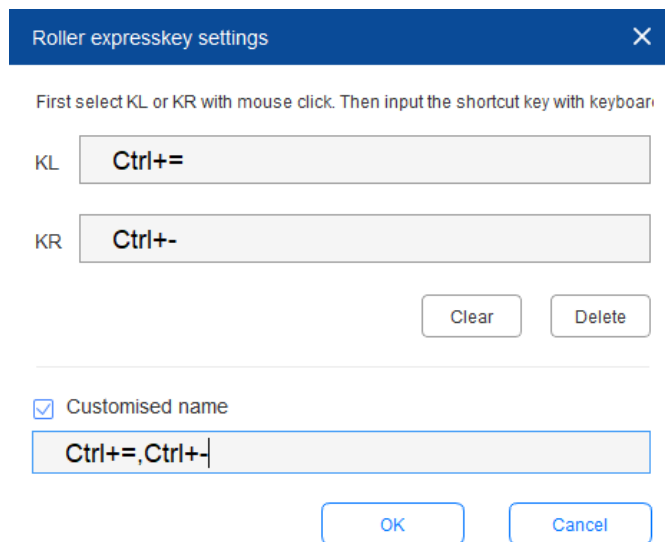 Roller expresskey settings
First select KL or KR with mouse click. Then input the shortcut key with
KL Ctrl+=
KR Ctrl+-
Clear Delete
Customised name
Ctrl+=,Ctrl+-
OK Cancel